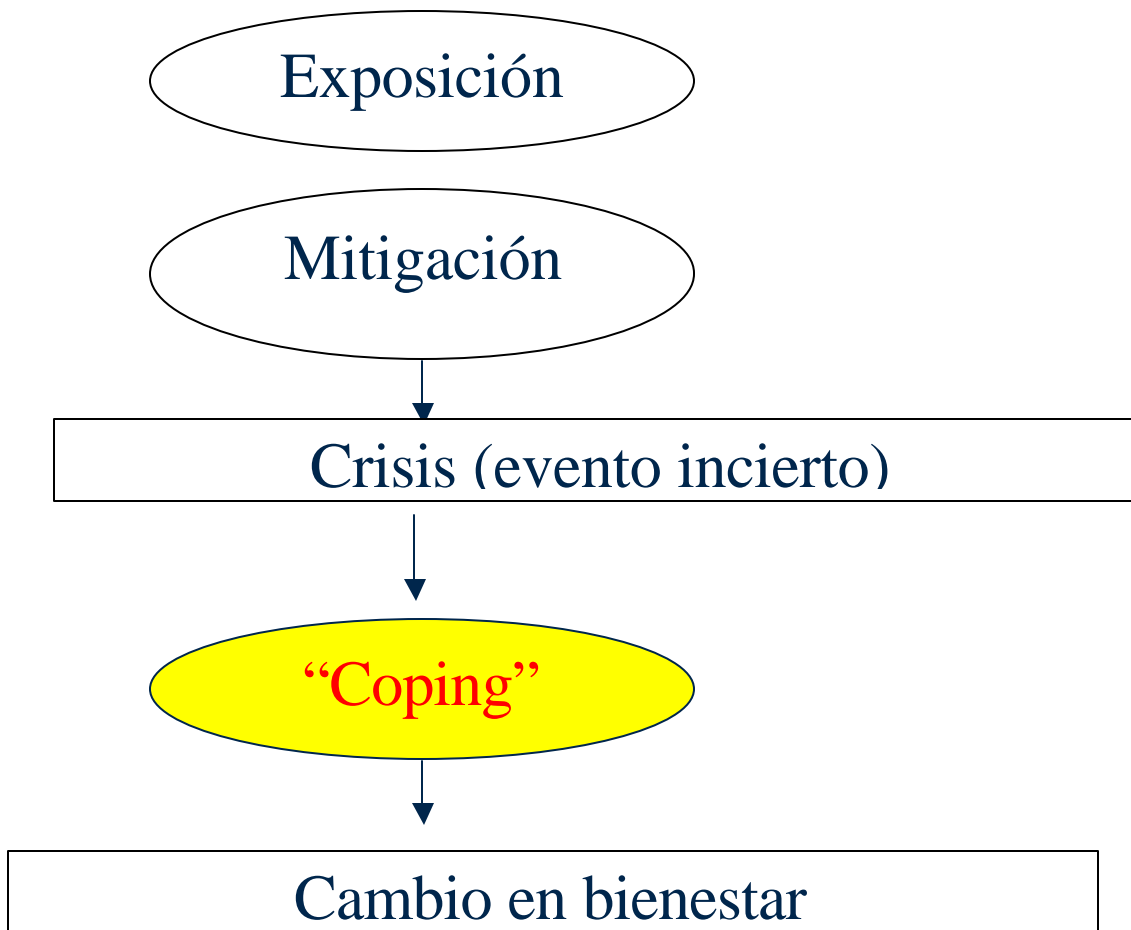 Exposición
Mitigación
Crisis (evento incierto)
“Coping”
Cambio en bienestar